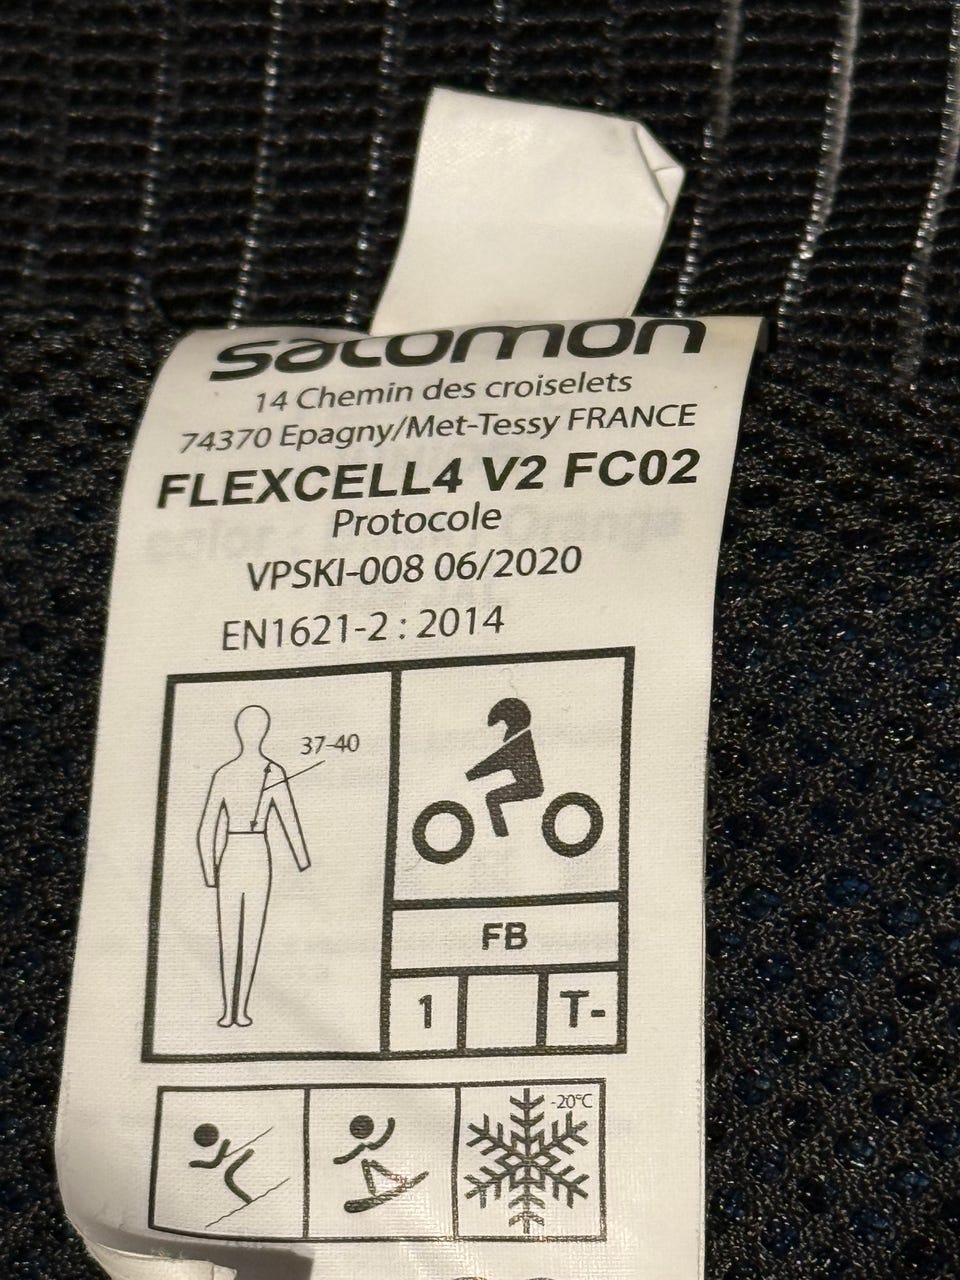 salomon
14 Chemin des croiselets
74370 Epagny/Met-Tessy FRANCE
FLEXCELL4 V2 FC02
Protocole
VPSKI-008 06/2020
EN1621-2 : 2014
37-40
FB
1 T-
-20°C